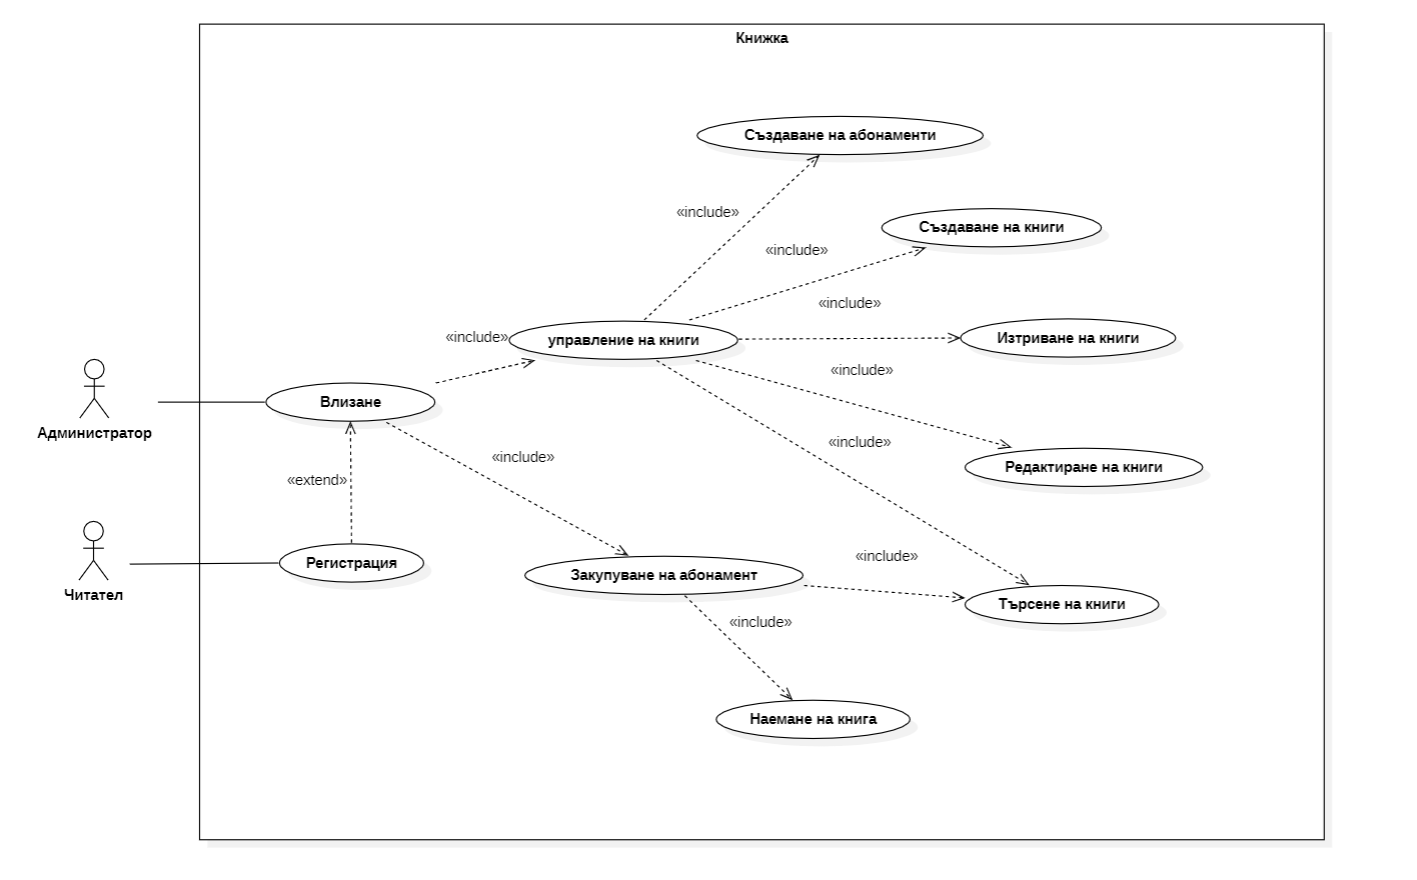 Книжка
Създаване на абонаменти
«include»
Създаване на книги
«include»
«include»
«include»
управление на книги
Изтриване на книги
«include»
Влизане
Администратор
«include»
«include»
Редактиране на книги
«extend»
«include»
Регистрация
Закупуване на абонамент
Читател
Търсене на книги
«include»
Наемане на книга